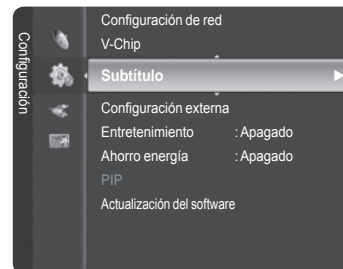 Configuración
Configuración de red
V-Chip
Subtítulo
Configuración externa
Entretenimiento : Apagado
Ahorro energía : Apagado
PIP
Actualización del software